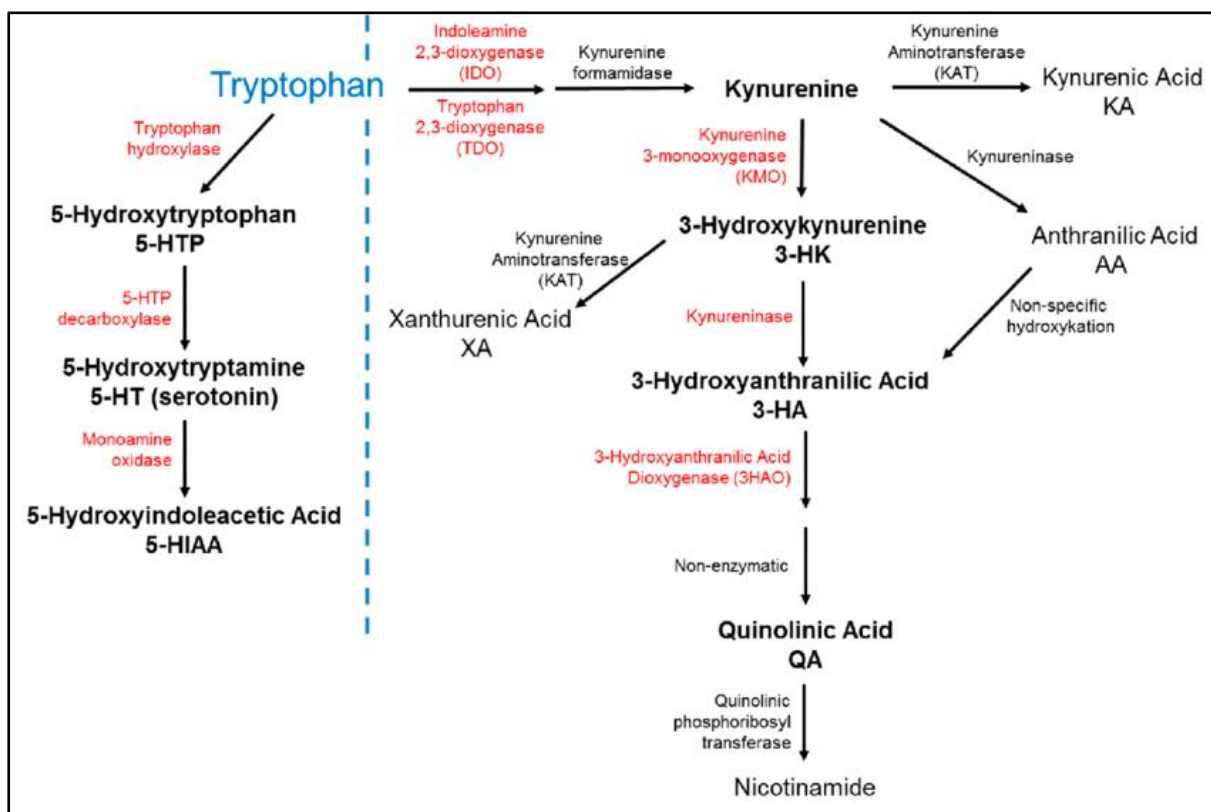 Tryptophan
Indoleamine
2,3-dioxygenase
(IDO)
Tryptophan
2,3-dioxygenase
(TDO)
Kynurenine
formamidase
Kynurenine
Kynurenine
Aminotransferase
(KAT)
Kynurenic Acid
KA
Tryptophan
hydroxylase
Kynurenine
3-monooxygenase
(KMO)
Kynureninase
5-Hydroxytryptophan
5-HTP
3-Hydroxykynurenine
3-HK
Anthranilic Acid
AA
Kynurenine
Aminotransferase
(KAT)
5-HTP
decarboxylase
Xanthurenic Acid
XA
Kynureninase
Non-specific
hydroxykation
5-Hydroxytryptamine
5-HT (serotonin)
3-Hydroxyanthranilic Acid
3-HA
Monoamine
oxidase
3-Hydroxyanthranilic Acid
Dioxygenase (3HAO)
5-Hydroxyindoleacetic Acid
5-HIAA
Non-enzymatic
Quinolinic Acid
QA
Quinolinic
phosphoribosyl
transferase
Nicotinamide